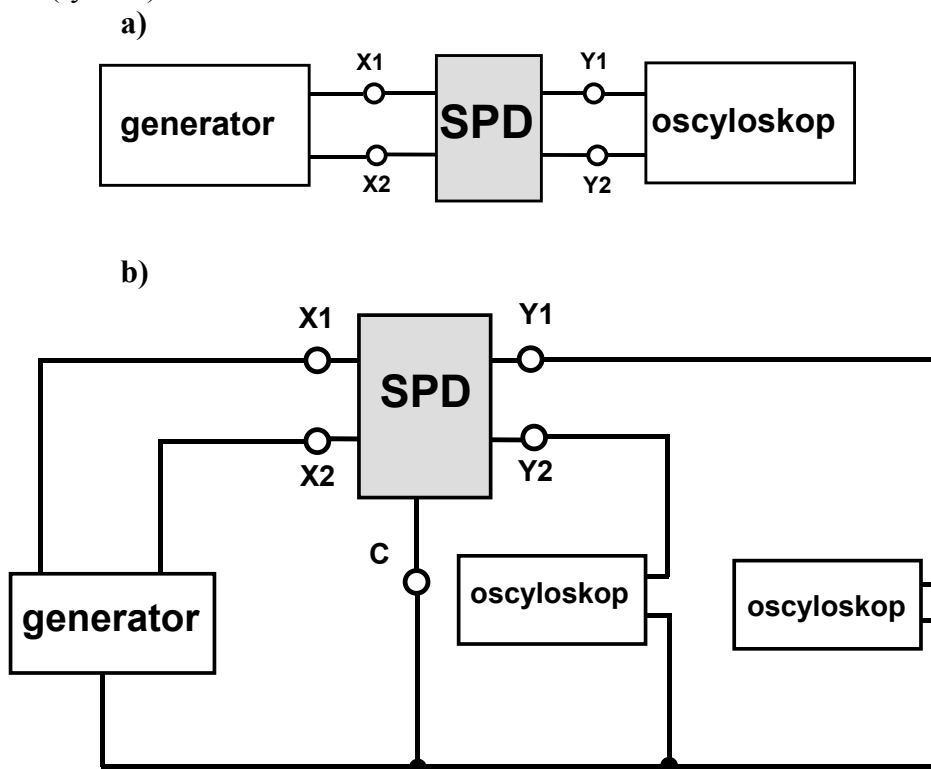 a)
X1
Y1
generator
SPD
oscyloskop
X2
Y2
b)
X1
Y1
SPD
X2
Y2
C
oscyloskop
oscyloskop
generator